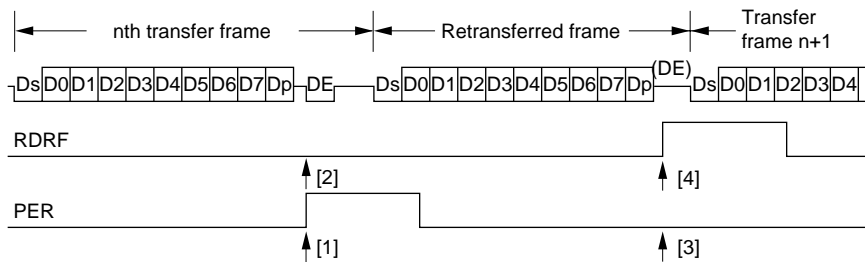 nth transfer frame Retransferred frame Transfer
frame n+1
(DE)
Ds D0 D1 D2 D3 D4 D5 D6 D7 Dp DE Ds D0 D1 D2 D3 D4 D5 D6 D7 Dp Ds D0 D1 D2 D3 D4
RDRF
[2] [4]
PER
[1] [3]